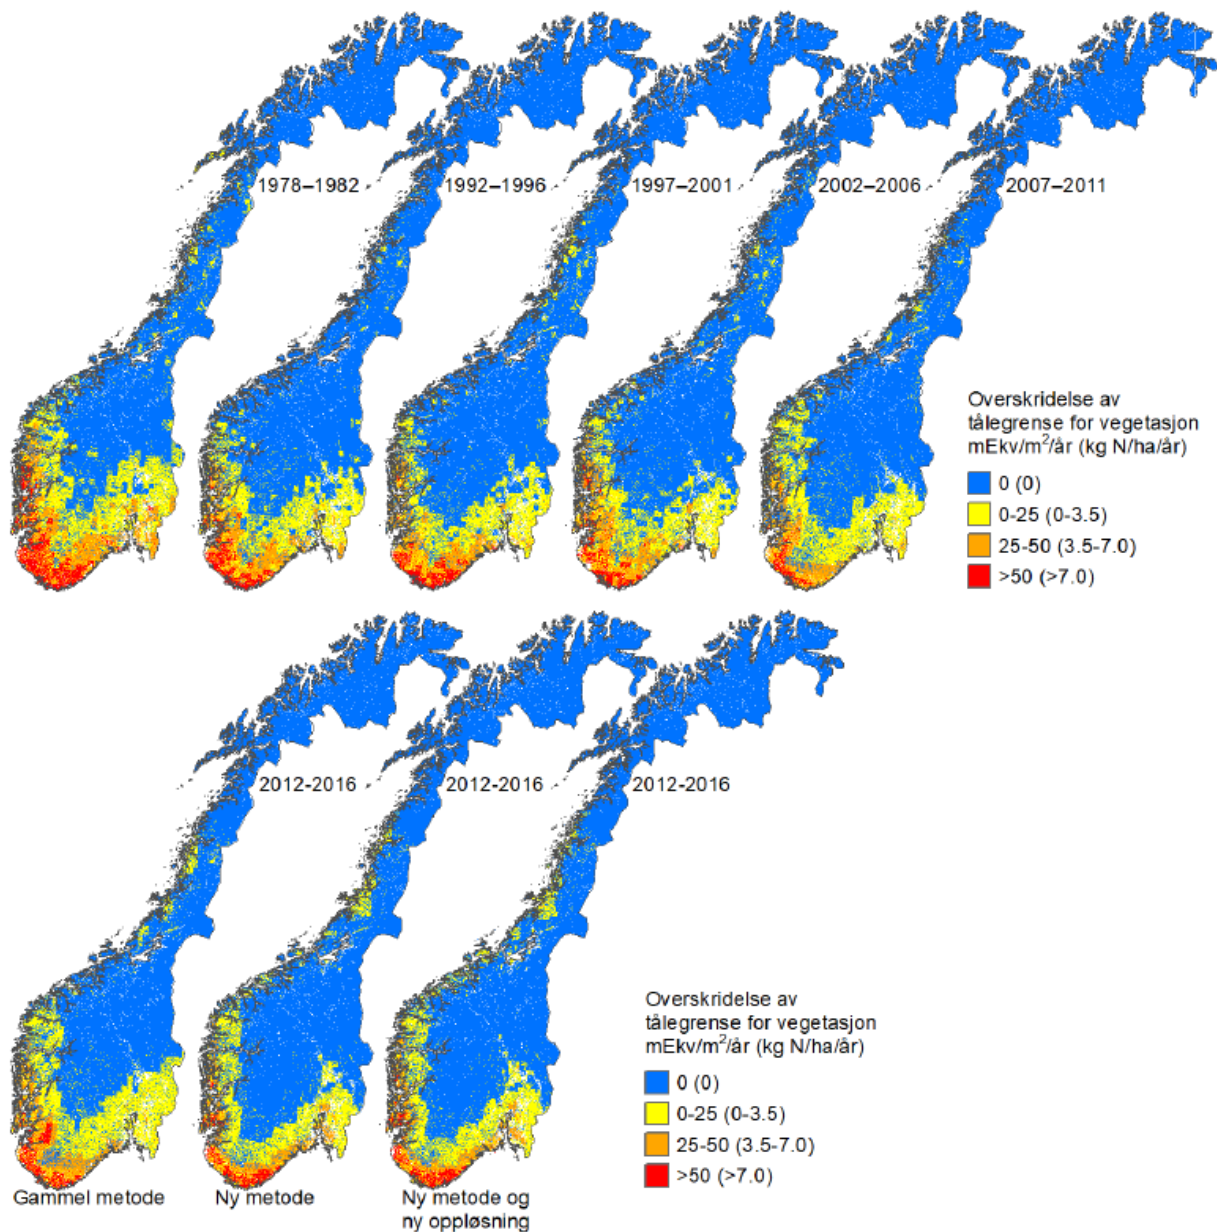 1978–1982
1992–1996
1997–2001
2002–2006
2007–2011
Overskridelse av
tålegrense for vegetasjon
mEkv/m²/år (kg N/ha/år)
0 (0)
0-25 (0-3.5)
25-50 (3.5-7.0)
>50 (>7.0)
2012-2016
2012-2016
2012-2016
Overskridelse av
tålegrense for vegetasjon
mEkv/m²/år (kg N/ha/år)
0 (0)
0-25 (0-3.5)
25-50 (3.5-7.0)
>50 (>7.0)
Gammel metode
Ny metode
Ny metode og
ny oppløsning